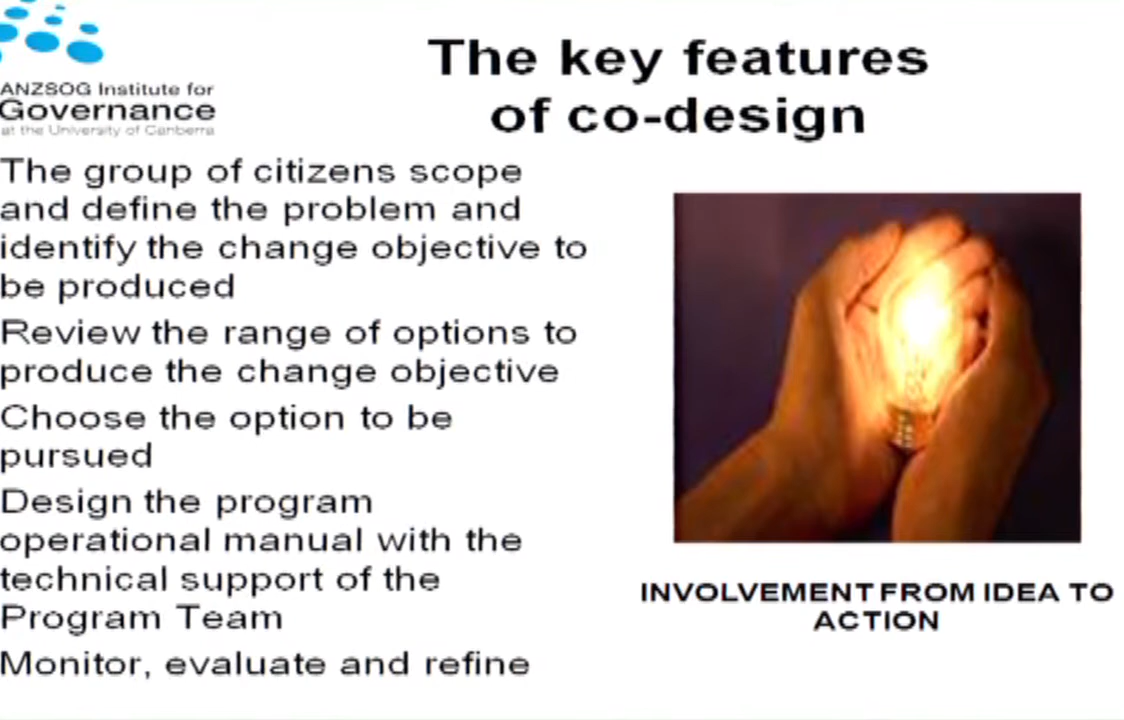 ANZSOG Institute for
Governance
at the University of Canberra
The key features
of co-design
The group of citizens scope
and define the problem and
identify the change objective to
be produced
Review the range of options to
produce the change objective
Choose the option to be
pursued
Design the program
operational manual with the
technical support of the
Program Team
Monitor, evaluate and refine
INVOLVEMENT FROM IDEA TO
ACTION